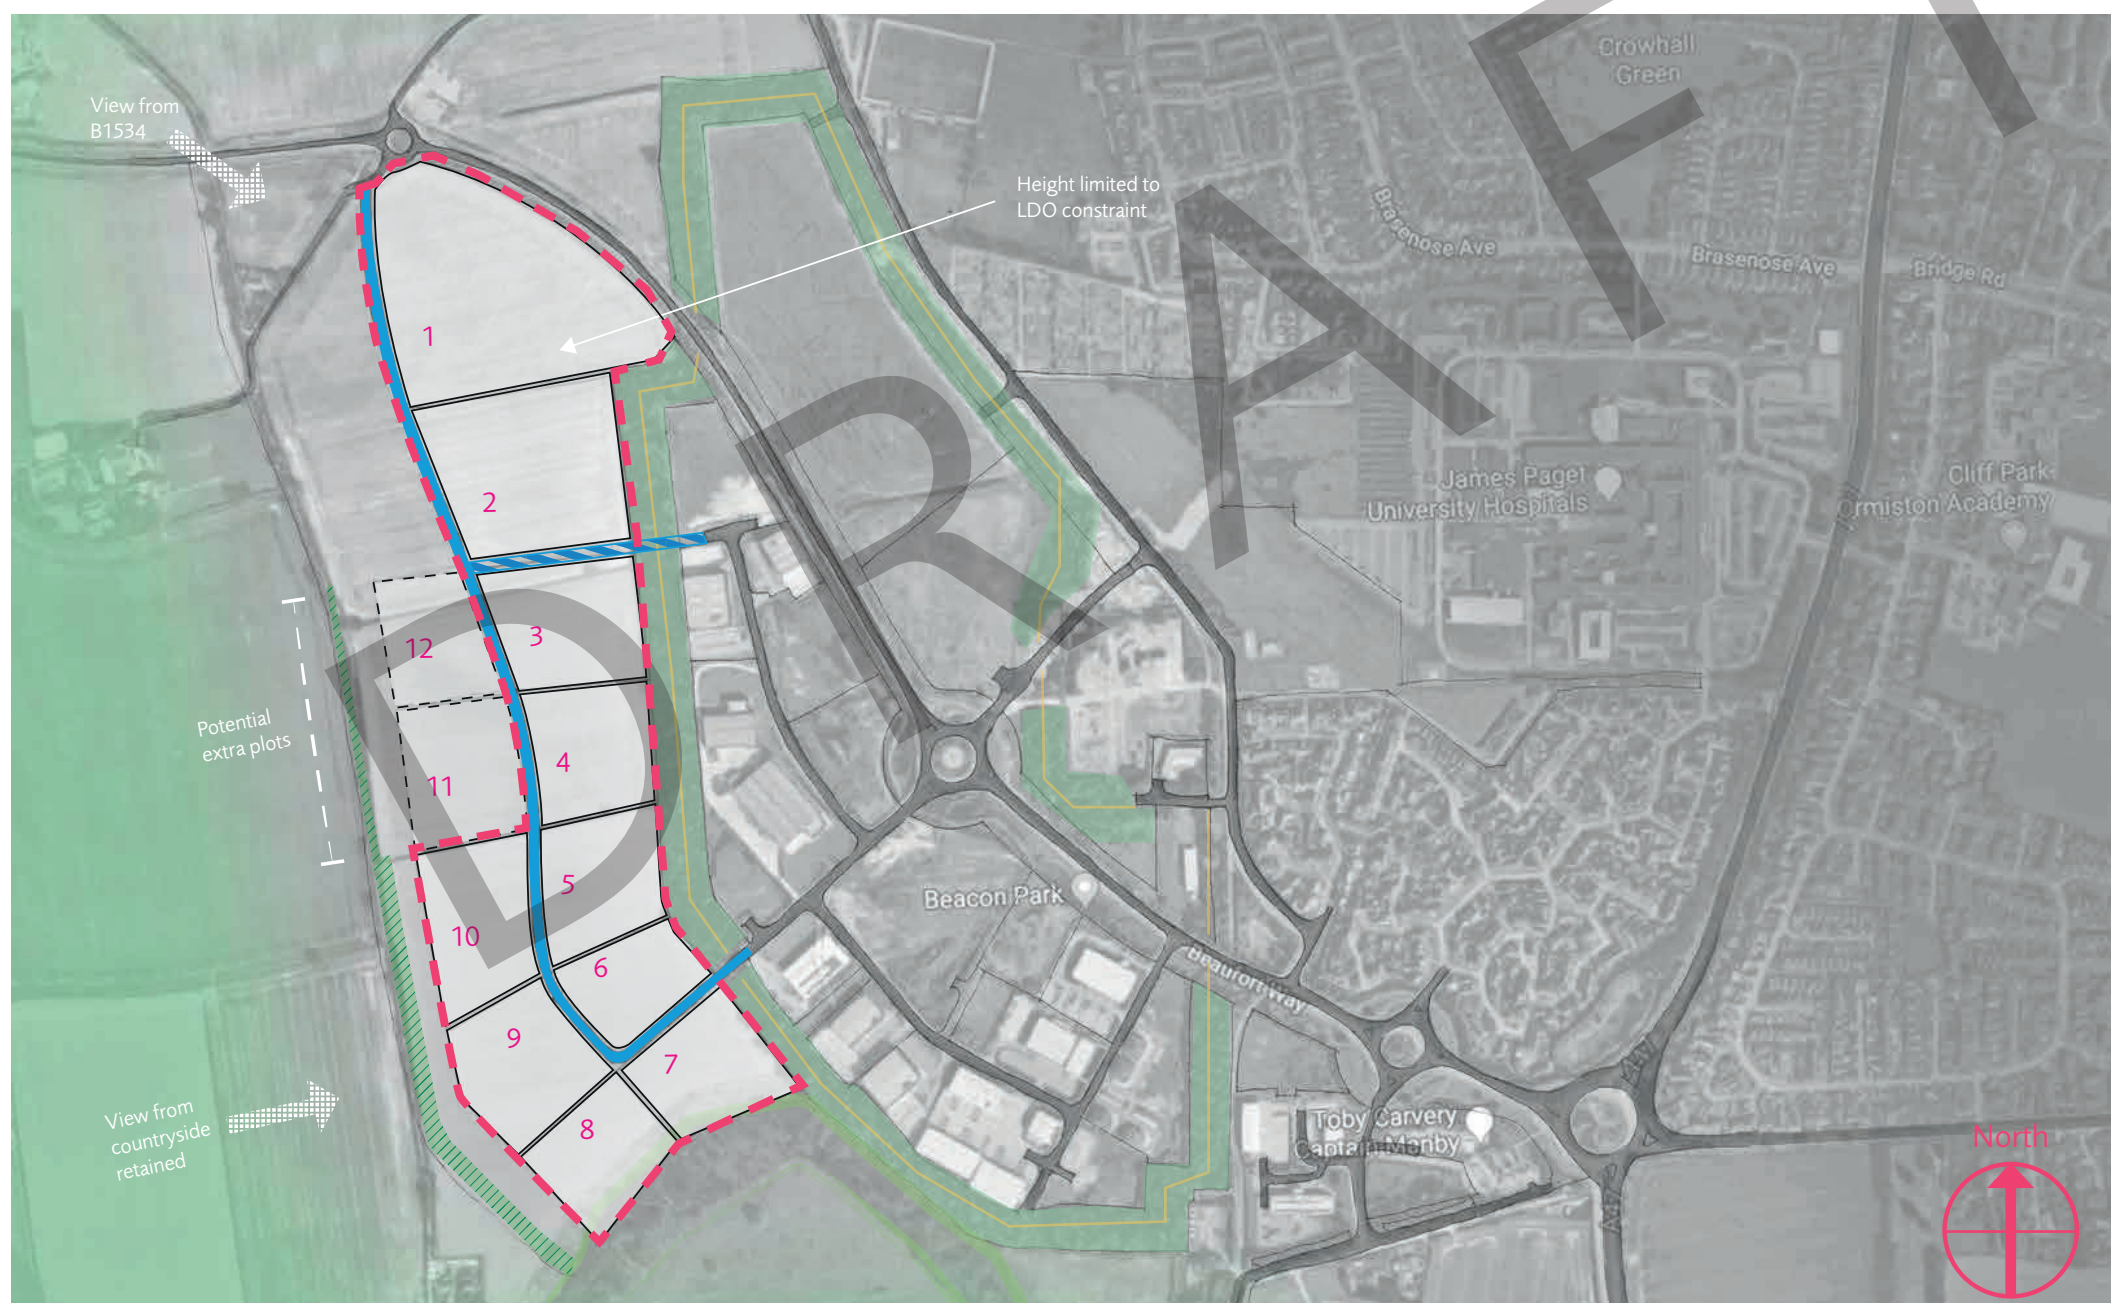 View from
B1534
Crowhall
Green
Height limited to
LDO constraint
Brasenose Ave
Brasenose Ave
Bridge Rd
1
2
James Paget
University Hospitals
Cliff Park
Ormiston Academy
12
3
Potential
extra plots
11
4
5
10
Beacon Park
6
Beaufort Way
9
7
View from
countryside
retained
8
Toby Carvery
Captain Manby
North
DRAFT